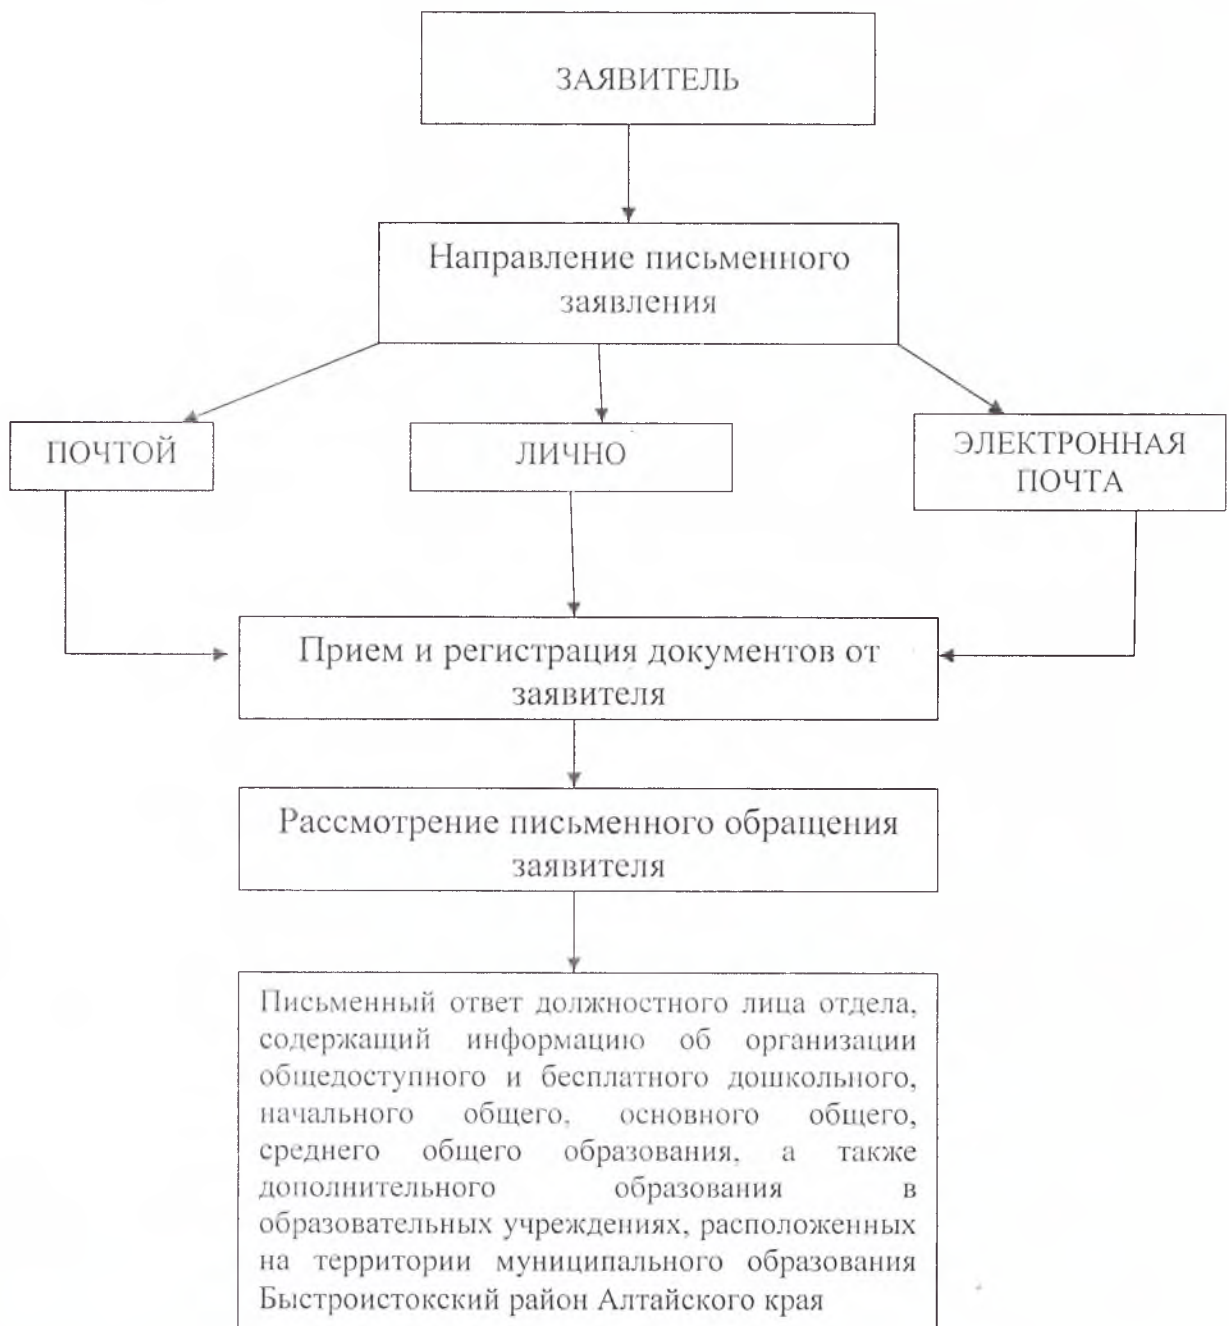 ЗАЯВИТЕЛЬ
Направление письменного
заявления
ПОЧТОЙ
ЛИЧНО
ЭЛЕКТРОННАЯ
ПОЧТА
Прием и регистрация документов от
заявителя
Рассмотрение письменного обращения
заявителя
Письменный ответ должностного лица отдела,
содержащий информацию об организации
общедоступного и бесплатного дошкольного,
начального общего, основного общего,
среднего общего образования, а также
дополнительного образования в
образовательных учреждениях, расположенных
на территории муниципального образования
Быстроистокский район Алтайского края